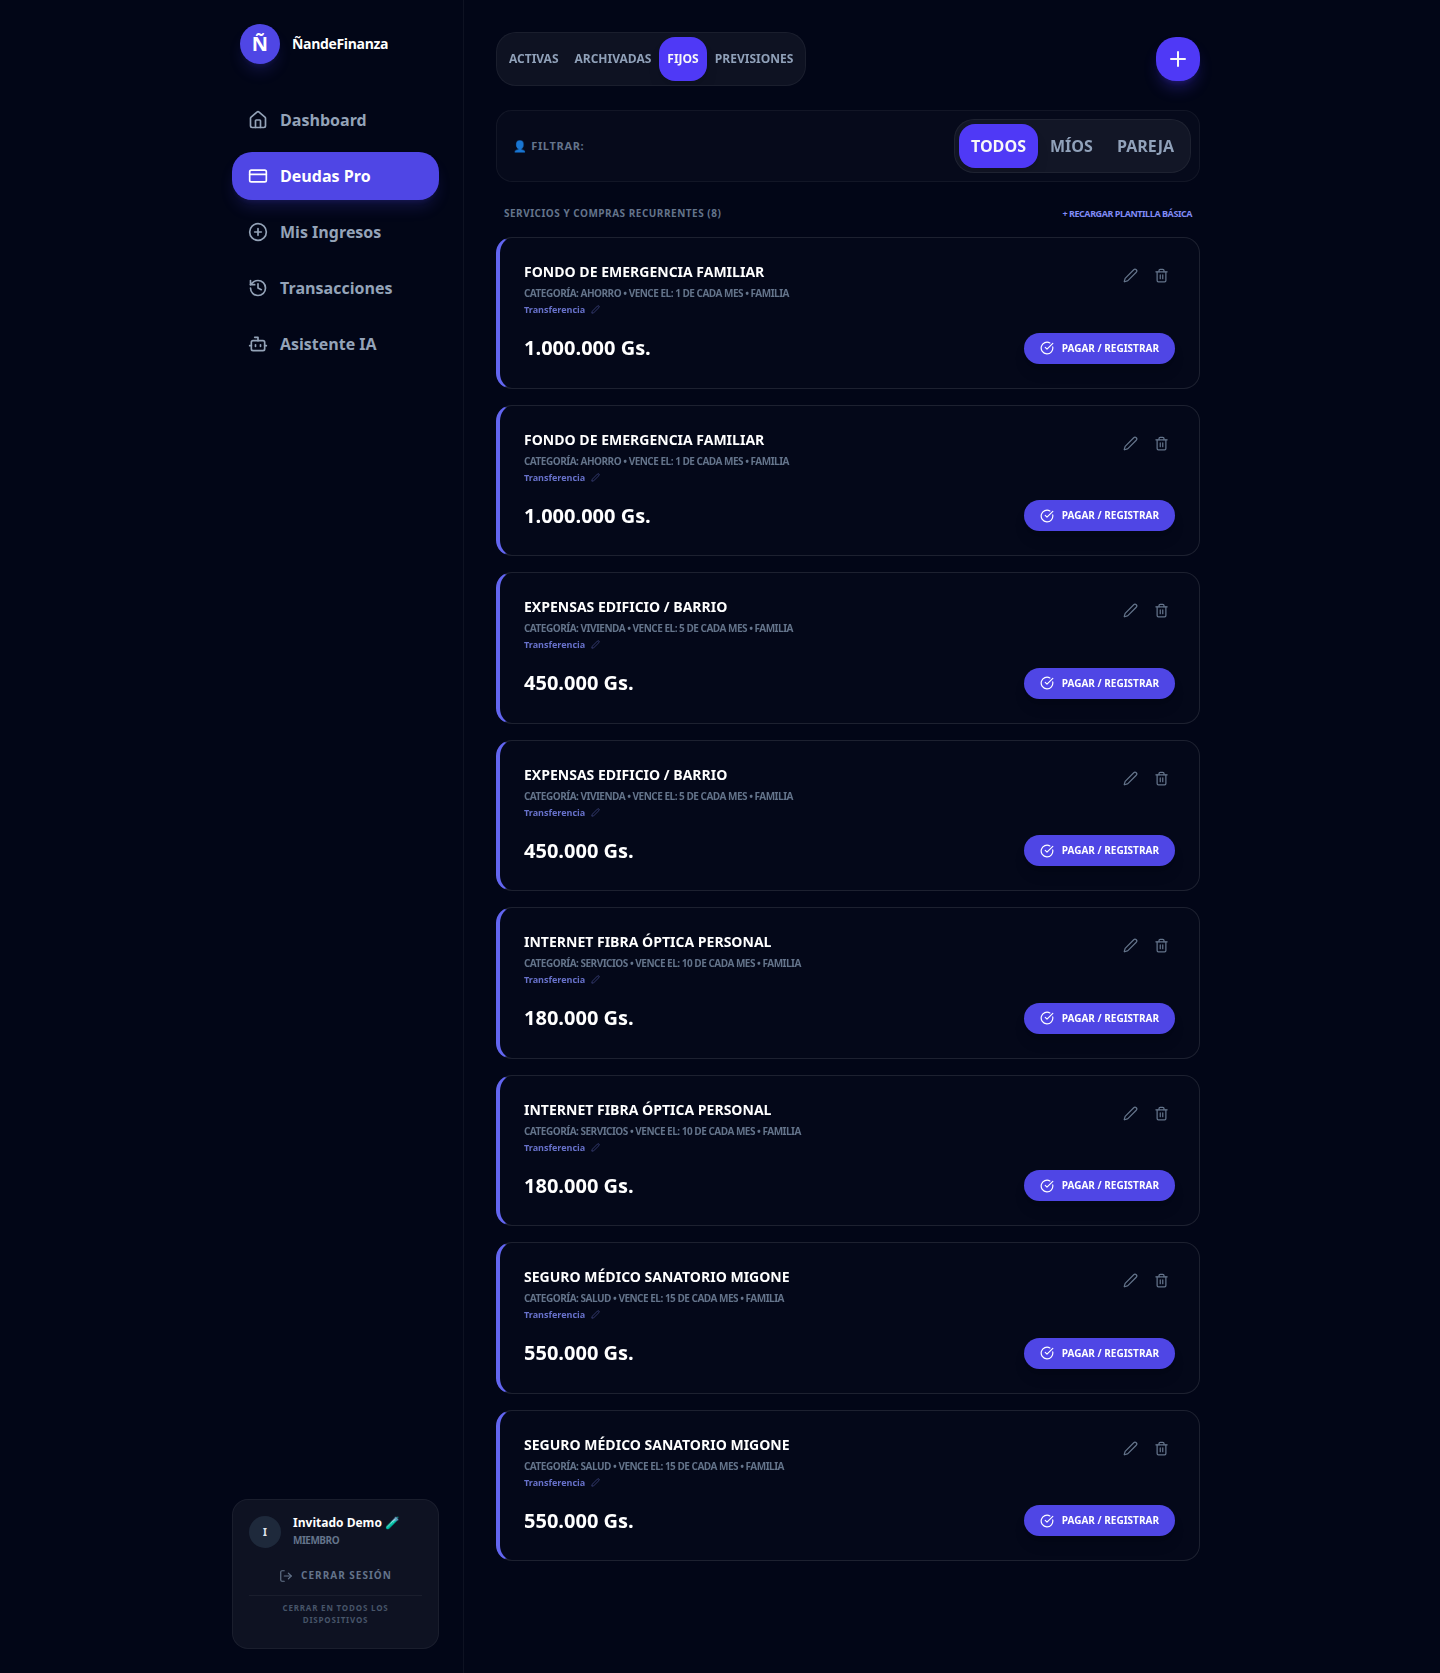 Ñ ÑandeFinanza
Dashboard
Deudas Pro
Mis Ingresos
Transacciones
Asistente IA
ACTIVAS ARCHIVADAS FIJOS PREVISIONES
👤 FILTRAR: TODOS MÍOS PAREJA
SERVICIOS Y COMPRAS RECURRENTES (8) + RECARGAR PLANTILLA BÁSICA
FONDO DE EMERGENCIA FAMILIAR
CATEGORÍA: AHORRO • VENCE EL: 1 DE CADA MES • FAMILIA
Transferencia
1.000.000 Gs. PAGAR / REGISTRAR
FONDO DE EMERGENCIA FAMILIAR
CATEGORÍA: AHORRO • VENCE EL: 1 DE CADA MES • FAMILIA
Transferencia
1.000.000 Gs. PAGAR / REGISTRAR
EXPENSAS EDIFICIO / BARRIO
CATEGORÍA: VIVIENDA • VENCE EL: 5 DE CADA MES • FAMILIA
Transferencia
450.000 Gs. PAGAR / REGISTRAR
EXPENSAS EDIFICIO / BARRIO
CATEGORÍA: VIVIENDA • VENCE EL: 5 DE CADA MES • FAMILIA
Transferencia
450.000 Gs. PAGAR / REGISTRAR
INTERNET FIBRA ÓPTICA PERSONAL
CATEGORÍA: SERVICIOS • VENCE EL: 10 DE CADA MES • FAMILIA
Transferencia
180.000 Gs. PAGAR / REGISTRAR
INTERNET FIBRA ÓPTICA PERSONAL
CATEGORÍA: SERVICIOS • VENCE EL: 10 DE CADA MES • FAMILIA
Transferencia
180.000 Gs. PAGAR / REGISTRAR
SEGURO MÉDICO SANATORIO MIGONE
CATEGORÍA: SALUD • VENCE EL: 15 DE CADA MES • FAMILIA
Transferencia
550.000 Gs. PAGAR / REGISTRAR
SEGURO MÉDICO SANATORIO MIGONE
CATEGORÍA: SALUD • VENCE EL: 15 DE CADA MES • FAMILIA
Transferencia
550.000 Gs. PAGAR / REGISTRAR
I Invitado Demo 🧪
MIEMBRO
CERRAR SESIÓN
CERRAR EN TODOS LOS
DISPOSITIVOS